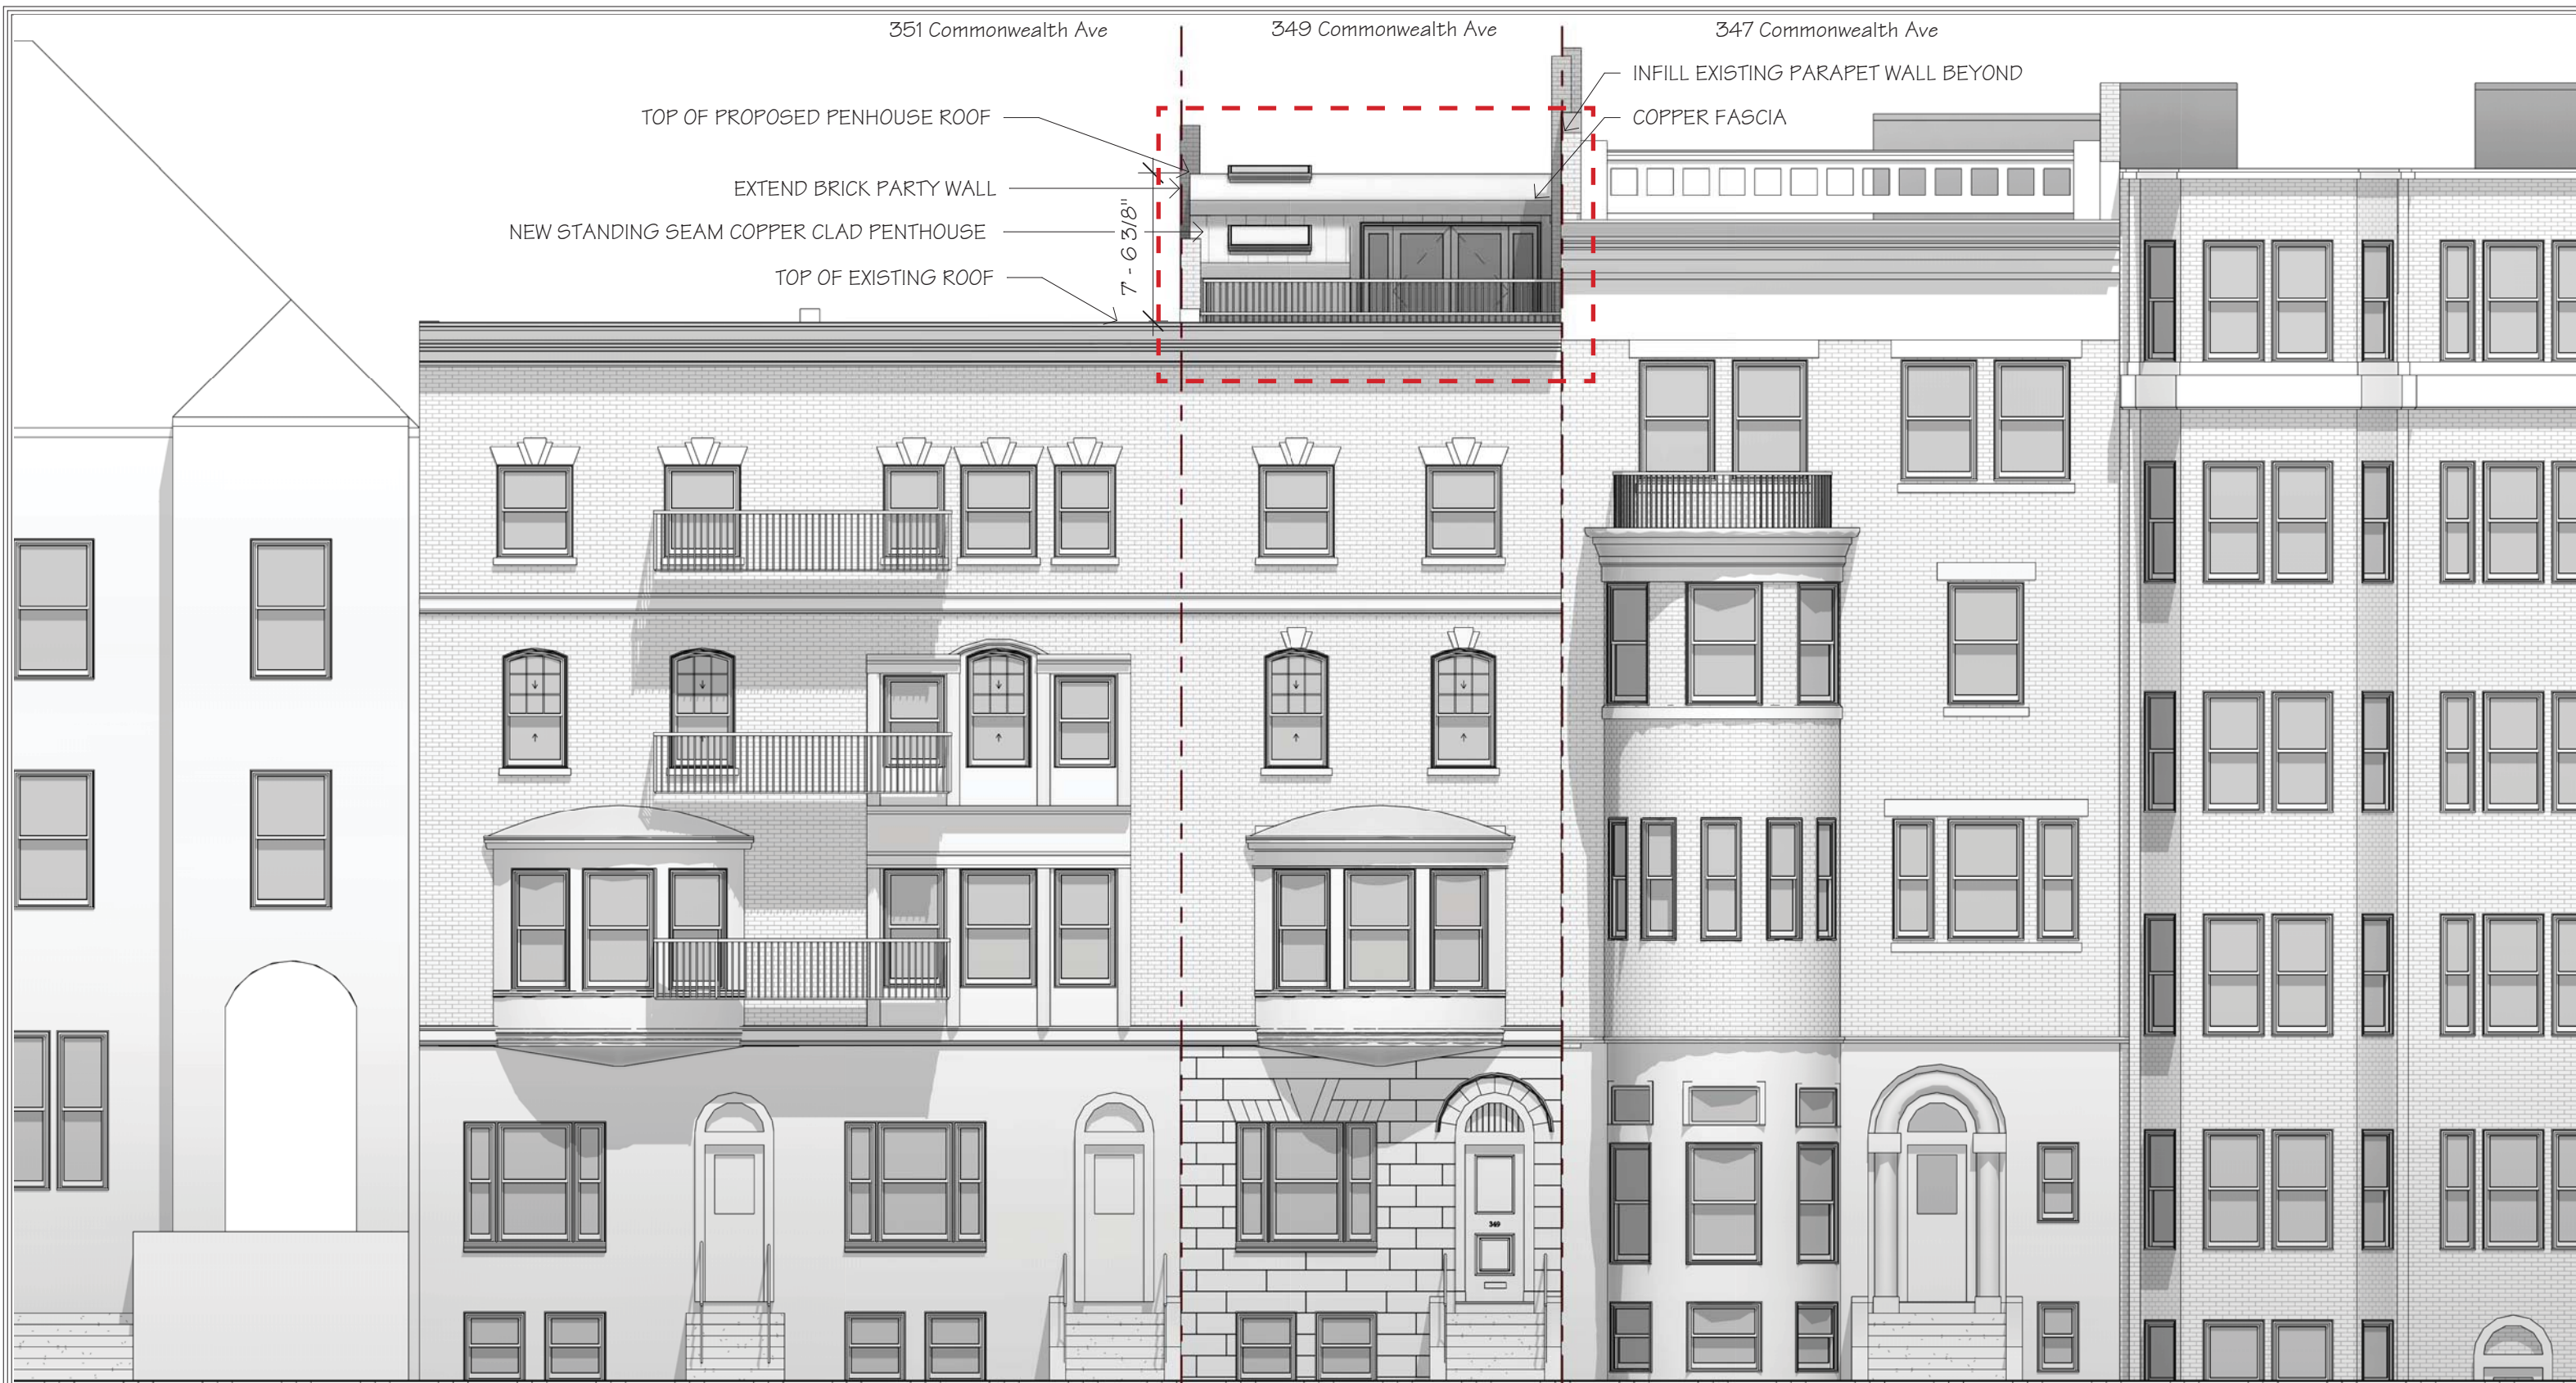 351 Commonwealth Ave
349 Commonwealth Ave
347 Commonwealth Ave
INFILL EXISTING PARAPET WALL BEYOND
TOP OF PROPOSED PENHOUSE ROOF
COPPER FASCIA
EXTEND BRICK PARTY WALL
NEW STANDING SEAM COPPER CLAD PENTHOUSE
7' - 6 3/8"
TOP OF EXISTING ROOF
349